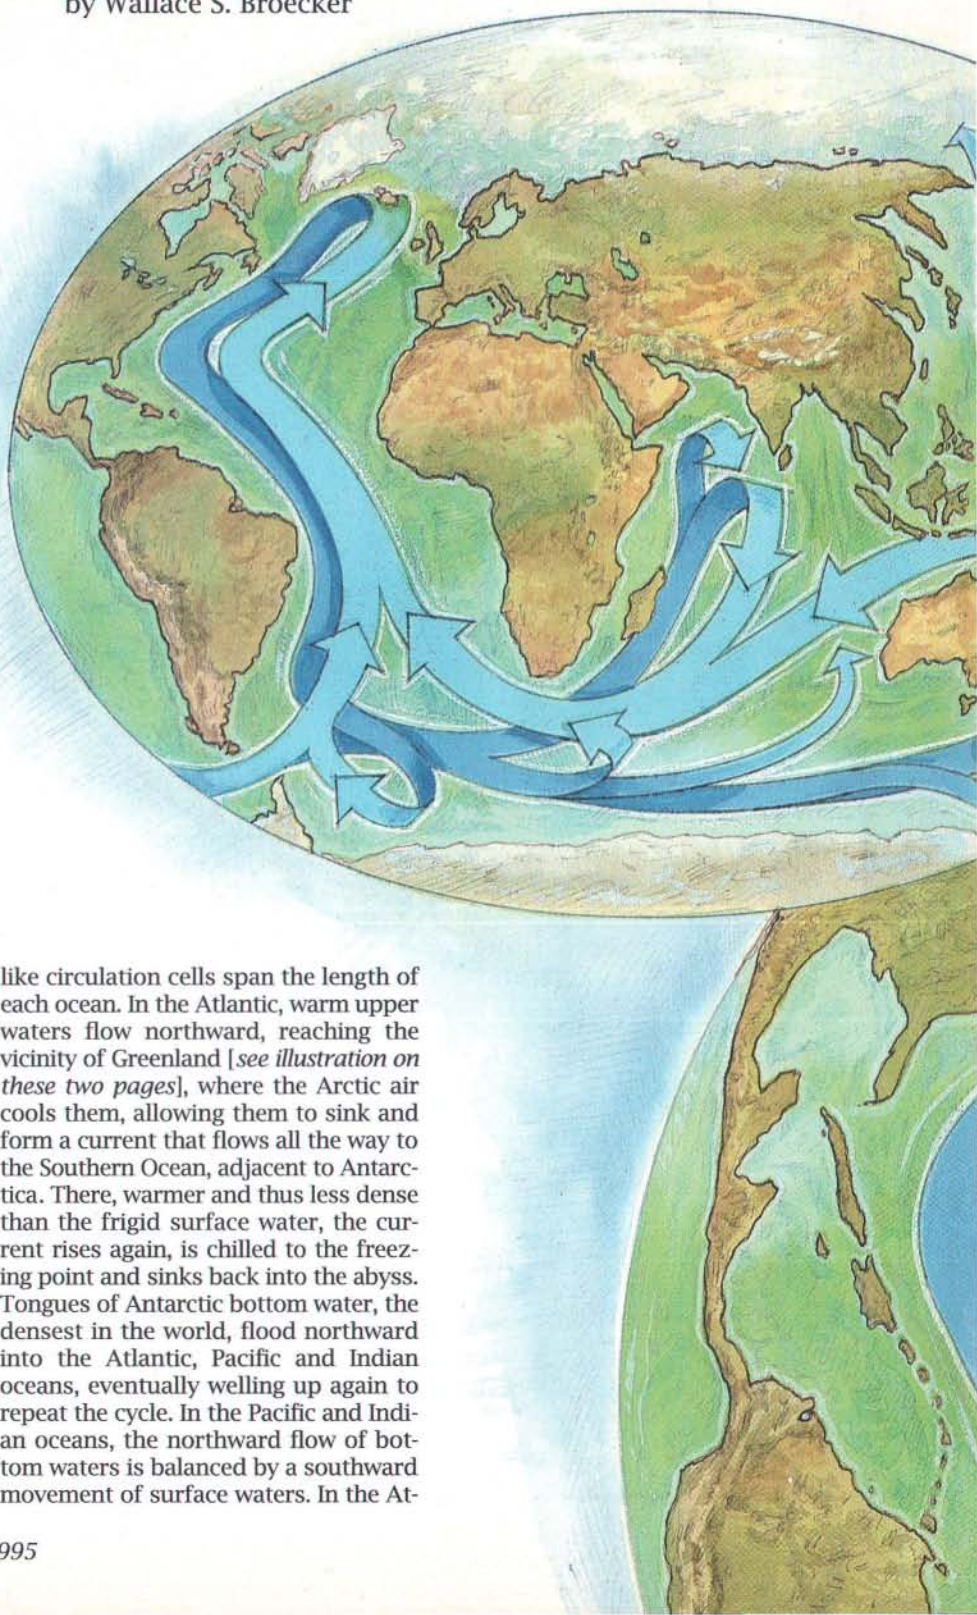 by Wallace S. Broecker
like circulation cells span the length of
each ocean. In the Atlantic, warm upper
waters flow northward, reaching the
vicinity of Greenland [see illustration on
these two pages], where the Arctic air
cools them, allowing them to sink and
form a current that flows all the way to
the Southern Ocean, adjacent to Antarc-
tica. There, warmer and thus less dense
than the frigid surface water, the cur-
rent rises again, is chilled to the freez-
ing point and sinks back into the abyss.
Tongues of Antarctic bottom water, the
densest in the world, flood northward
into the Atlantic, Pacific and Indian
oceans, eventually welling up again to
repeat the cycle. In the Pacific and Indi-
an oceans, the northward flow of bot-
tom waters is balanced by a southward
movement of surface waters. In the At-
995